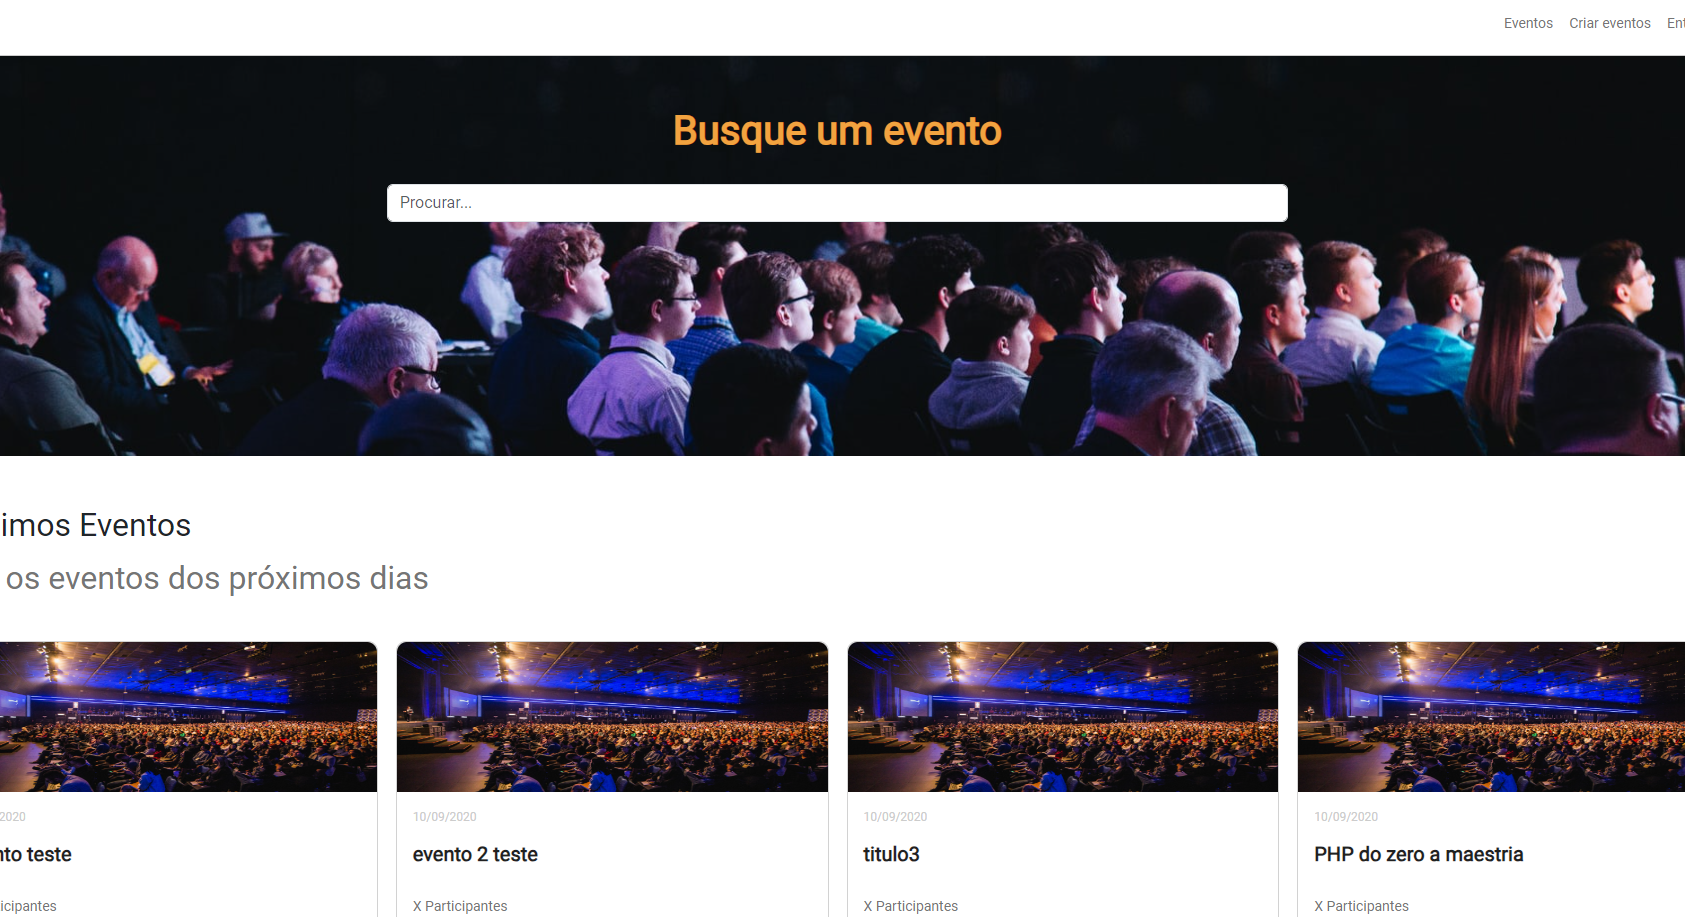 Eventos Criar eventos Ent
Busque um evento
Procurar...
imos Eventos
os eventos dos próximos dias
2020 10/09/2020 10/09/2020 10/09/2020
nto teste evento 2 teste titulo3 PHP do zero a maestria
icipantes X Participantes X Participantes X Participantes